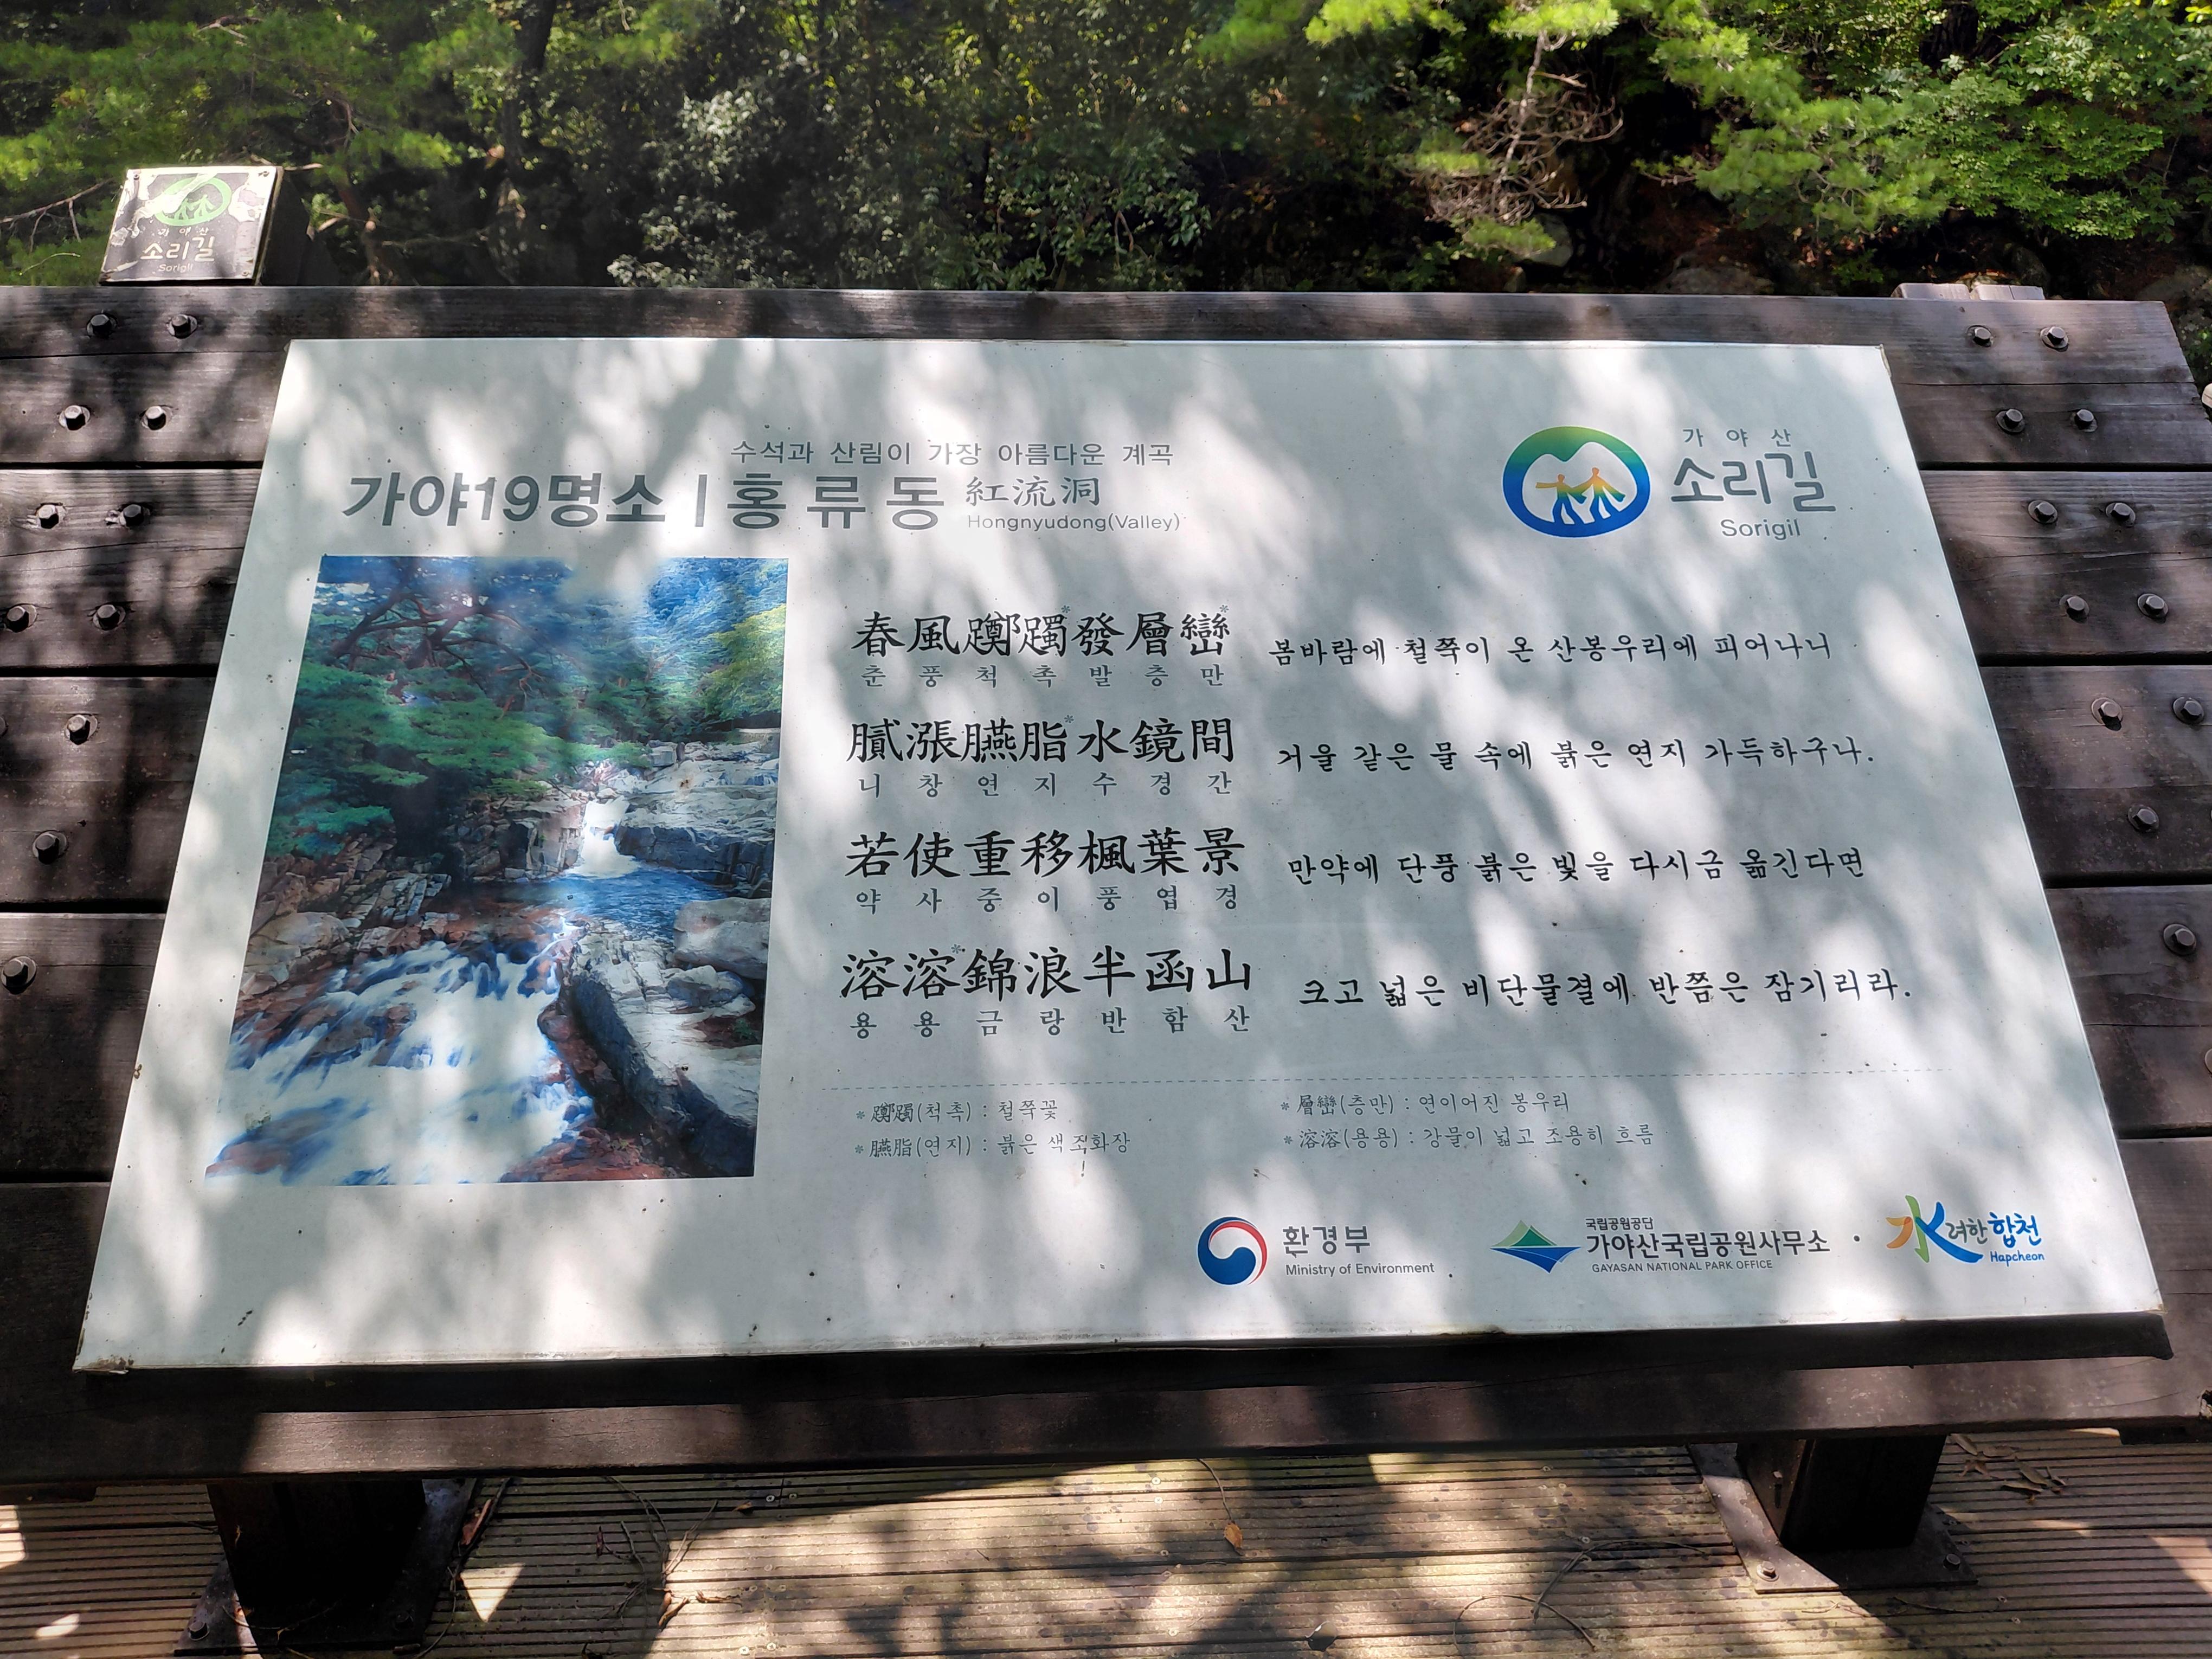 가야산
소리길
Sorigil
수석과 산림이 가장 아름다운 계곡
가야19명소 | 홍류동 紅流洞
Hongnyudong(Valley)
가야산
소리길
Sorigil
春風躑躅*發層巒* 봄바람에 철쭉이 온 산봉우리에 피어나니
춘 풍 척 촉 발 층 만
膩漲臙脂*水鏡間 거울 같은 물 속에 붉은 연지 가득하구나.
니 창 연 지 수 경 간
若使重移楓葉景 만약에 단풍 붉은 빛을 다시금 옮긴다면
약 사 중 이 풍 엽 경
溶溶*錦浪半函山 크고 넓은 비단물결에 반쯤은 잠기리라.
용 용 금 랑 반 함 산
* 躑躅(척촉) : 철쭉꽃
* 層巒(층만) : 연이어진 봉우리
* 臙脂(연지) : 붉은 색조화장
* 溶溶(용용) : 강물이 넓고 조용히 흐름
환경부
Ministry of Environment
국립공원공단
가야산국립공원사무소
GAYASAN NATIONAL PARK OFFICE
水려한합천
Hapcheon